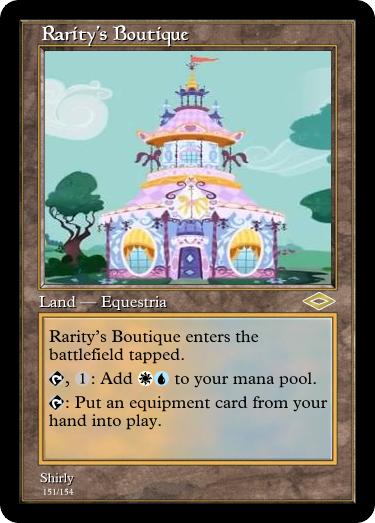 Rarity's Boutique
Land — Equestria
Rarity's Boutique enters the
battlefield tapped.
, 1: Add to your mana pool.
: Put an equipment card from your
hand into play.
Shirly
151/154